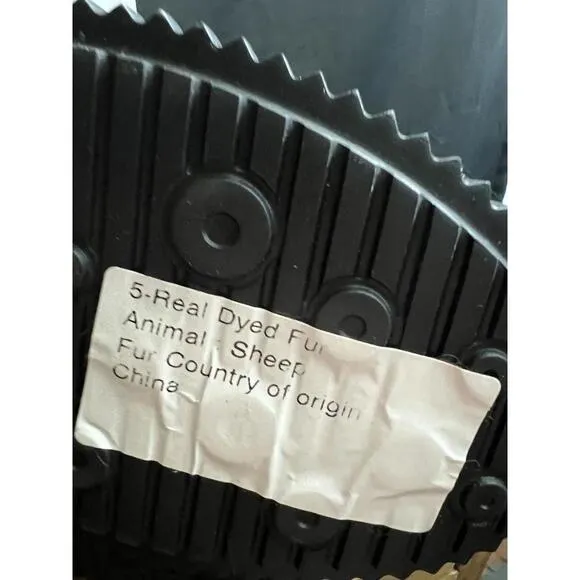 5-Real Dyed Fur
Animal : Sheep
Fur Country of origin
China